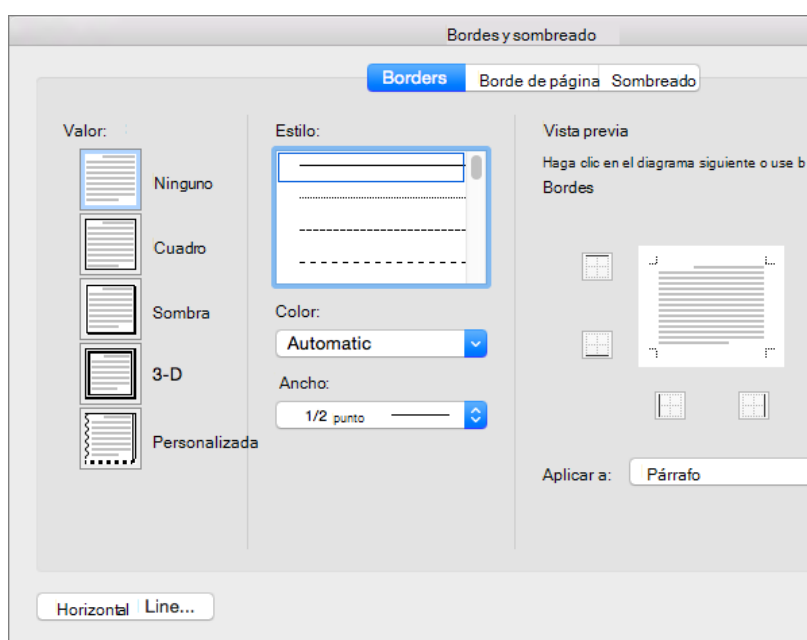 Bordes y sombreado
Borders Borde de página Sombreado
Valor:
Ninguno
Cuadro
Sombra
3-D
Personalizada
Estilo:
Color:
Automatic
Ancho:
1/2 punto
Vista previa
Haga clic en el diagrama siguiente o use b
Bordes
Aplicar a: Párrafo
Horizontal Line...